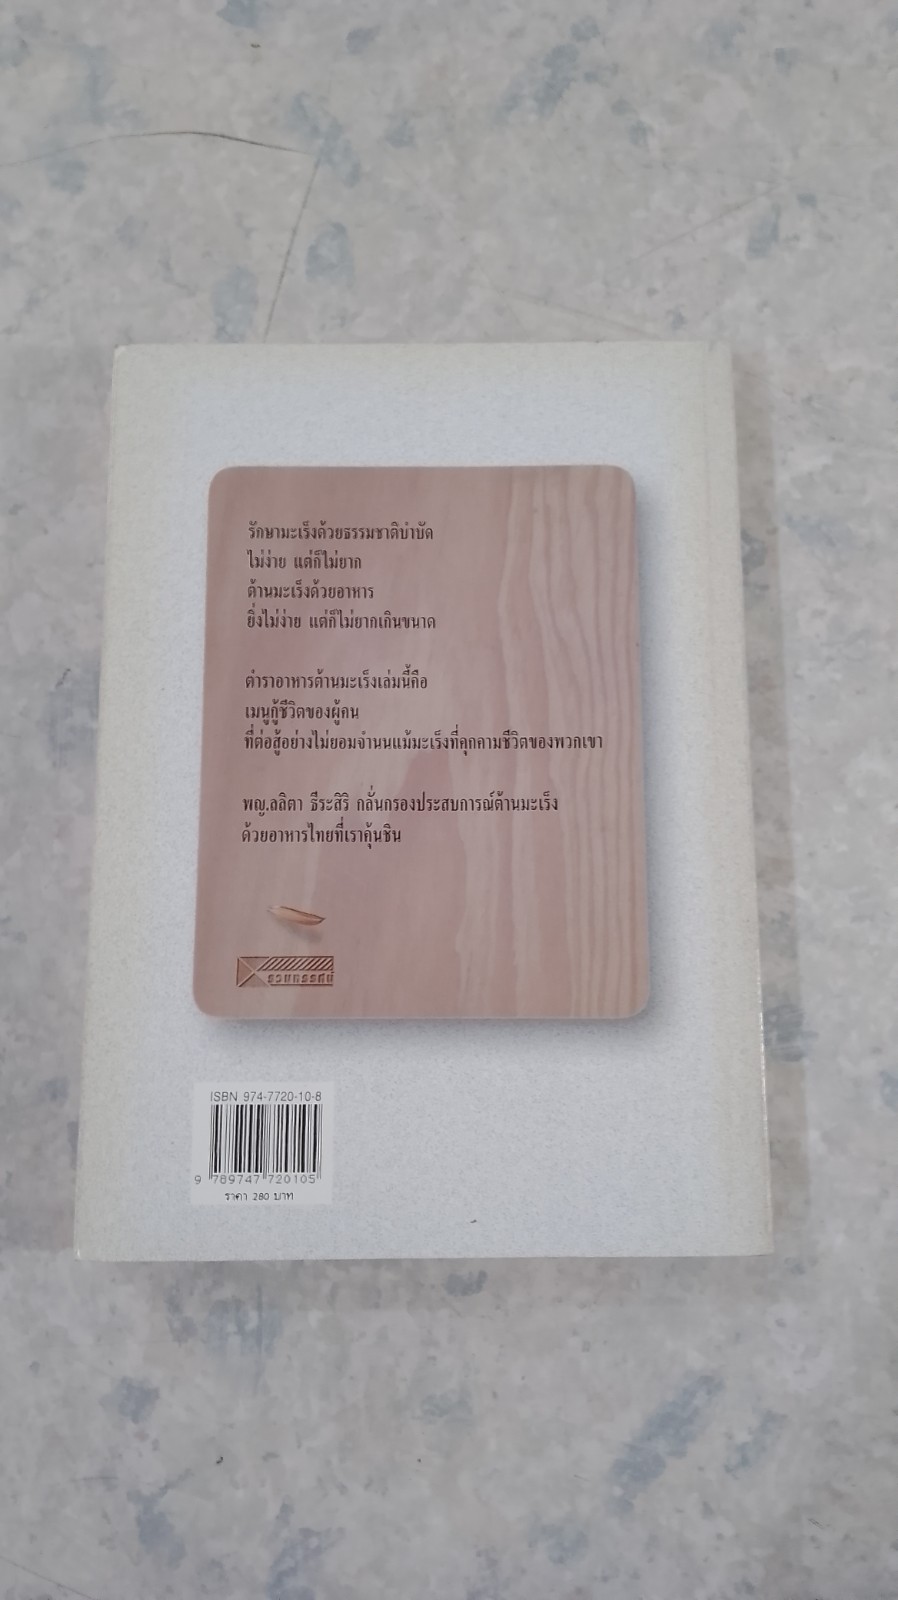 รักษามะเร็งด้วยธรรมชาติบำบัด
ไม่ง่าย แต่ก็ไม่ยาก
ต้านมะเร็งด้วยอาหาร
ยิ่งไม่ง่าย แต่ก็ไม่ยากเกินขนาด
ตำราอาหารต้านมะเร็งเล่มนี้คือ
เมนูกู้ชีวิตของผู้คน
ที่ต่อสู้อย่างไม่ยอมจำนนแม้มะเร็งที่คุกคามชีวิตของพวกเขา
พญ.ลลิตา ธีระสิริ กลั่นกรองประสบการณ์ต้านมะเร็ง
ด้วยอาหารไทยที่เราคุ้นชิน
รวมทรรศน์
ISBN 974-7720-10-8
9 789747 720105
ราคา 280 บาท